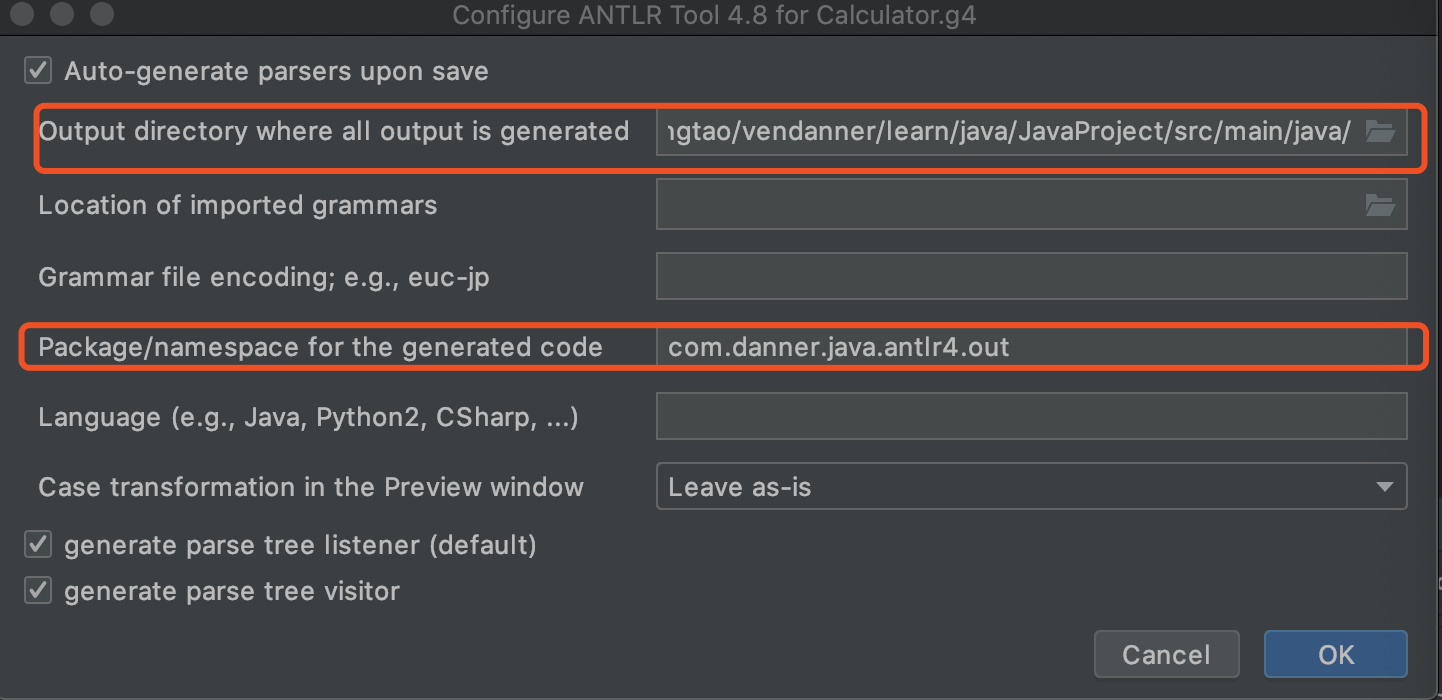 Configure ANTLR Tool 4.8 for Calculator.g4
Auto-generate parsers upon save
Output directory where all output is generated
ngtao/vendanner/learn/java/JavaProject/src/main/java/
Location of imported grammars
Grammar file encoding; e.g., euc-jp
Package/namespace for the generated code
com.danner.java.antlr4.out
Language (e.g., Java, Python2, CSharp, ...)
Case transformation in the Preview window
Leave as-is
generate parse tree listener (default)
generate parse tree visitor
Cancel
OK